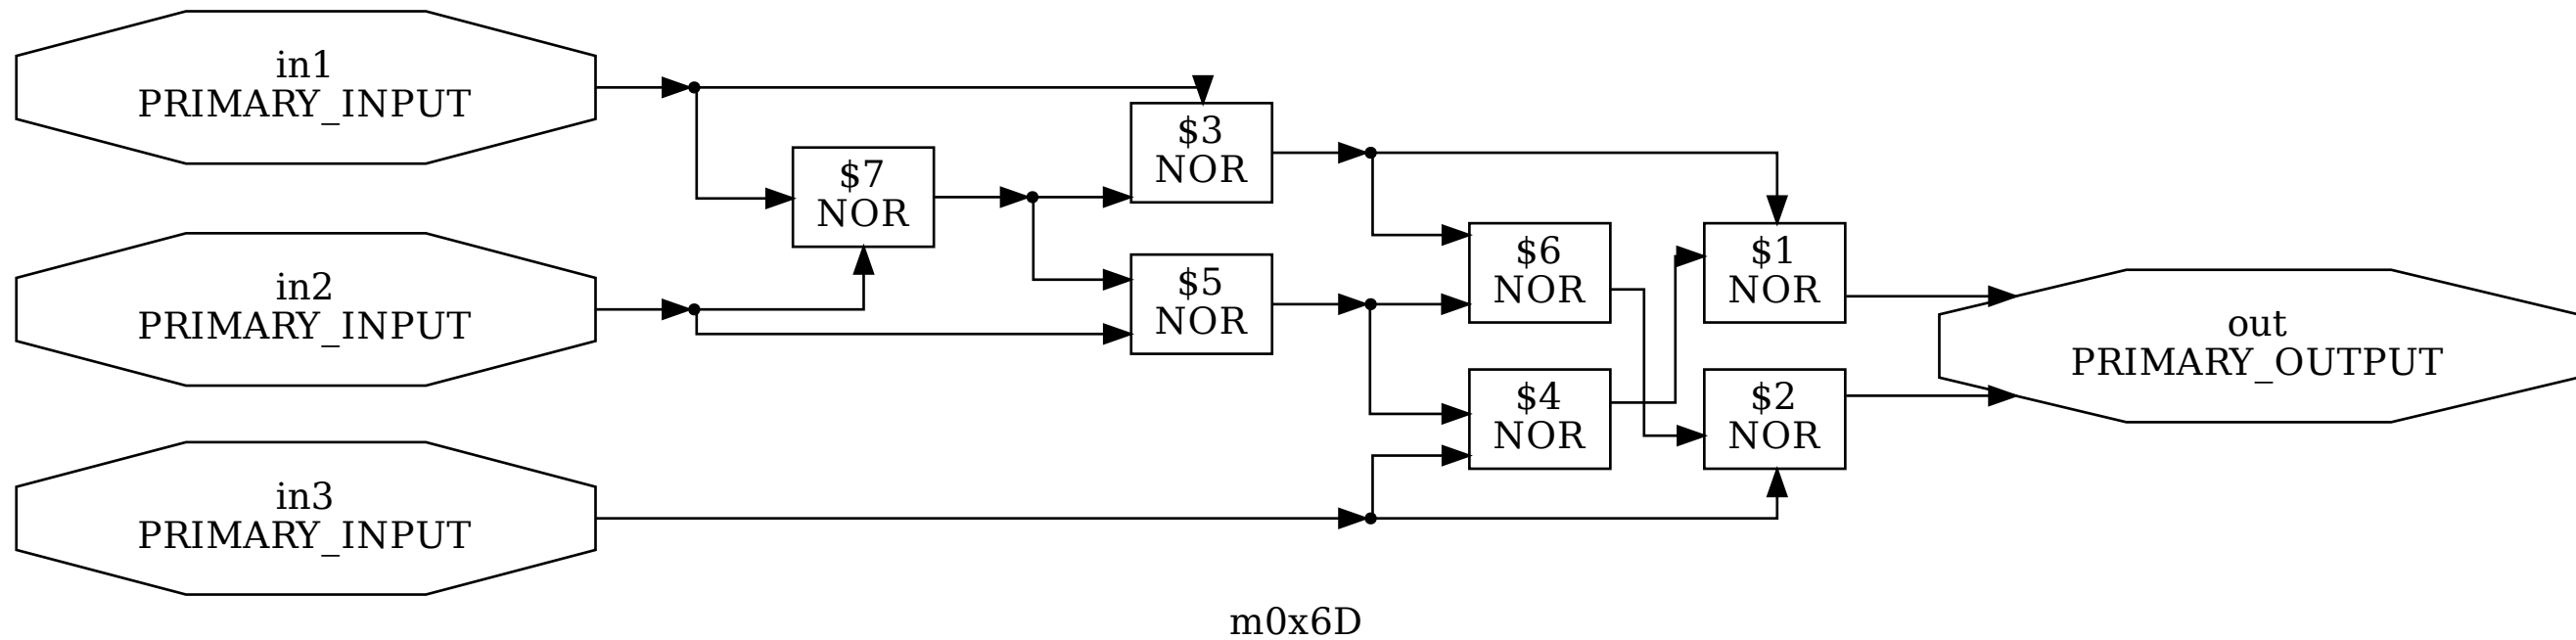 in1
PRIMARY_INPUT
in2
PRIMARY_INPUT
in3
PRIMARY_INPUT
$7
NOR
$3
NOR
$5
NOR
$6
NOR
$4
NOR
$1
NOR
$2
NOR
out
PRIMARY_OUTPUT
m0x6D